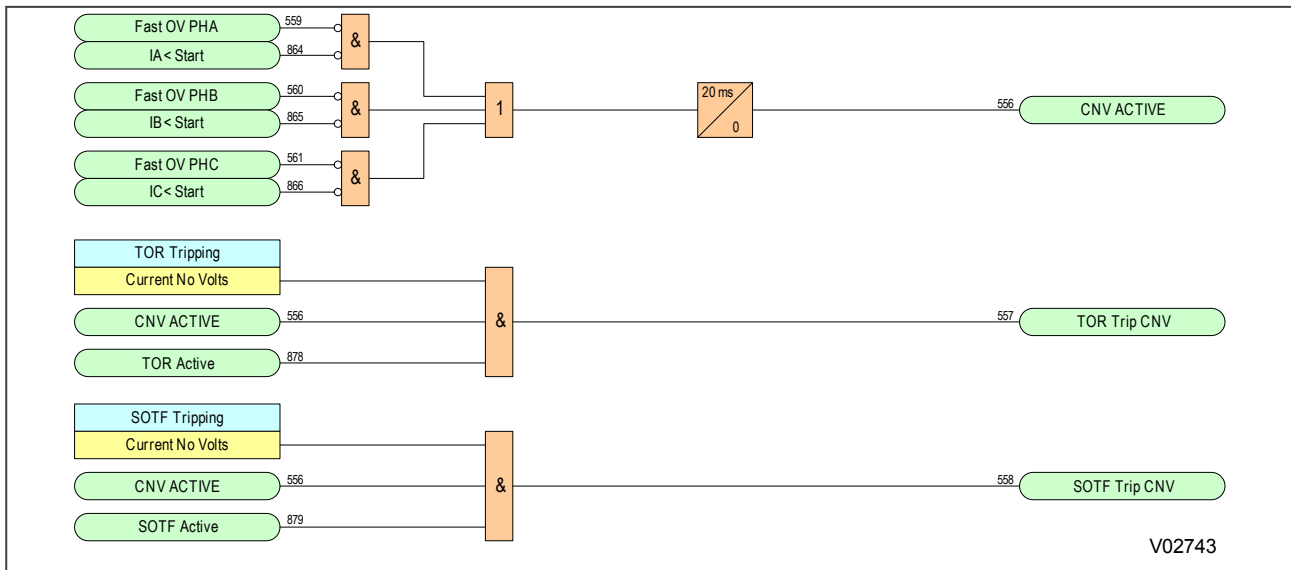 Fast OV PHA 559
IA< Start 864
&
Fast OV PHB 560
IB< Start 865
&
Fast OV PHC 561
IC< Start 866
&
1
20 ms
0
556 CNV ACTIVE
TOR Tripping
Current No Volts
CNV ACTIVE 556
TOR Active 878
&
557 TOR Trip CNV
SOTF Tripping
Current No Volts
CNV ACTIVE 556
SOTF Active 879
&
558 SOTF Trip CNV
V02743